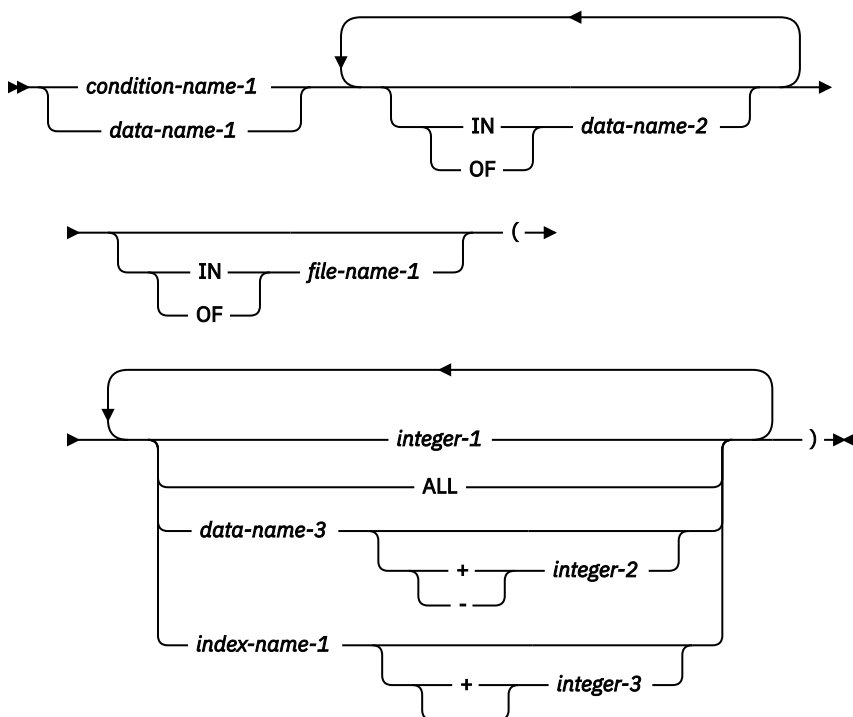 condition-name-1
data-name-1
IN data-name-2
OF
(
IN file-name-1
OF
integer-1 )
ALL
data-name-3
+ integer-2
-
index-name-1
+ integer-3